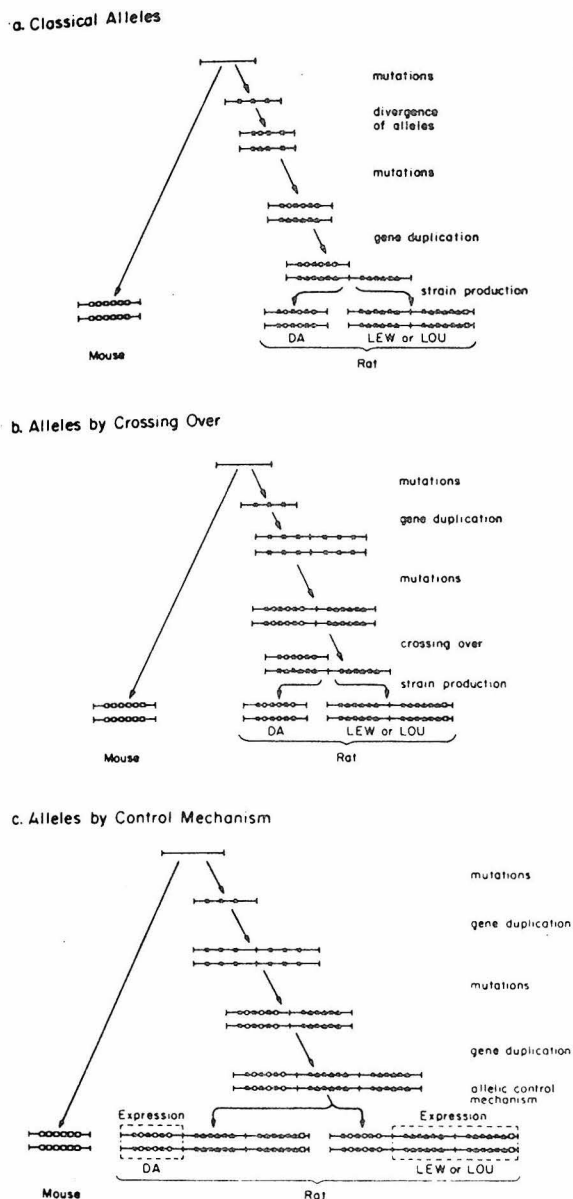 a. Classical Alleles
mutations
divergence
of alleles
mutations
gene duplication
strain production
DA
LEW or LOU
Mouse
Rat
b. Alleles by Crossing Over
mutations
gene duplication
mutations
crossing over
strain production
DA
LEW or LOU
Mouse
Rat
c. Alleles by Control Mechanism
mutations
gene duplication
mutations
gene duplication
allelic control
mechanism
Expression
Expression
DA
LEW or LOU
Mouse
Rat